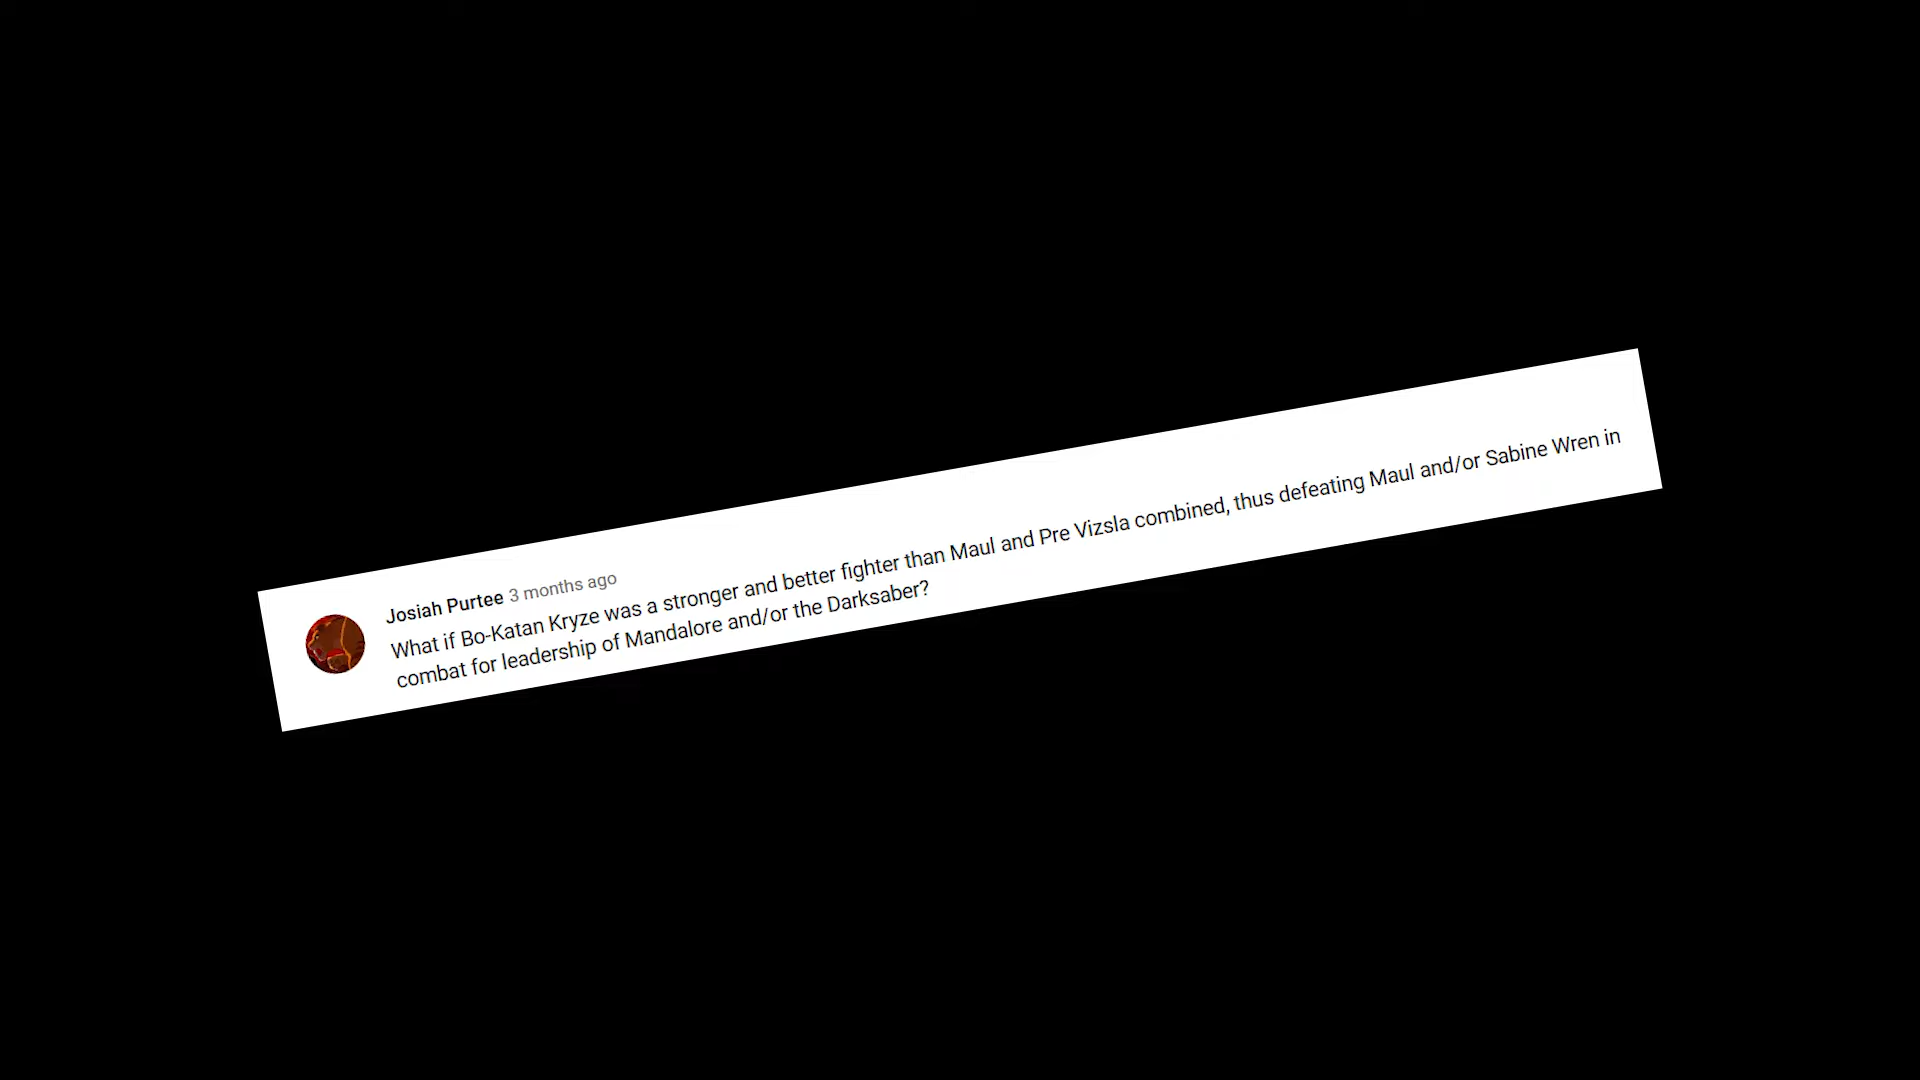 Josiah Purtee 3 months ago
What if Bo-Katan Kryze was a stronger and better fighter than Maul and Pre Vizsla combined, thus defeating Maul and/or Sabine Wren in
combat for leadership of Mandalore and/or the Darksaber?